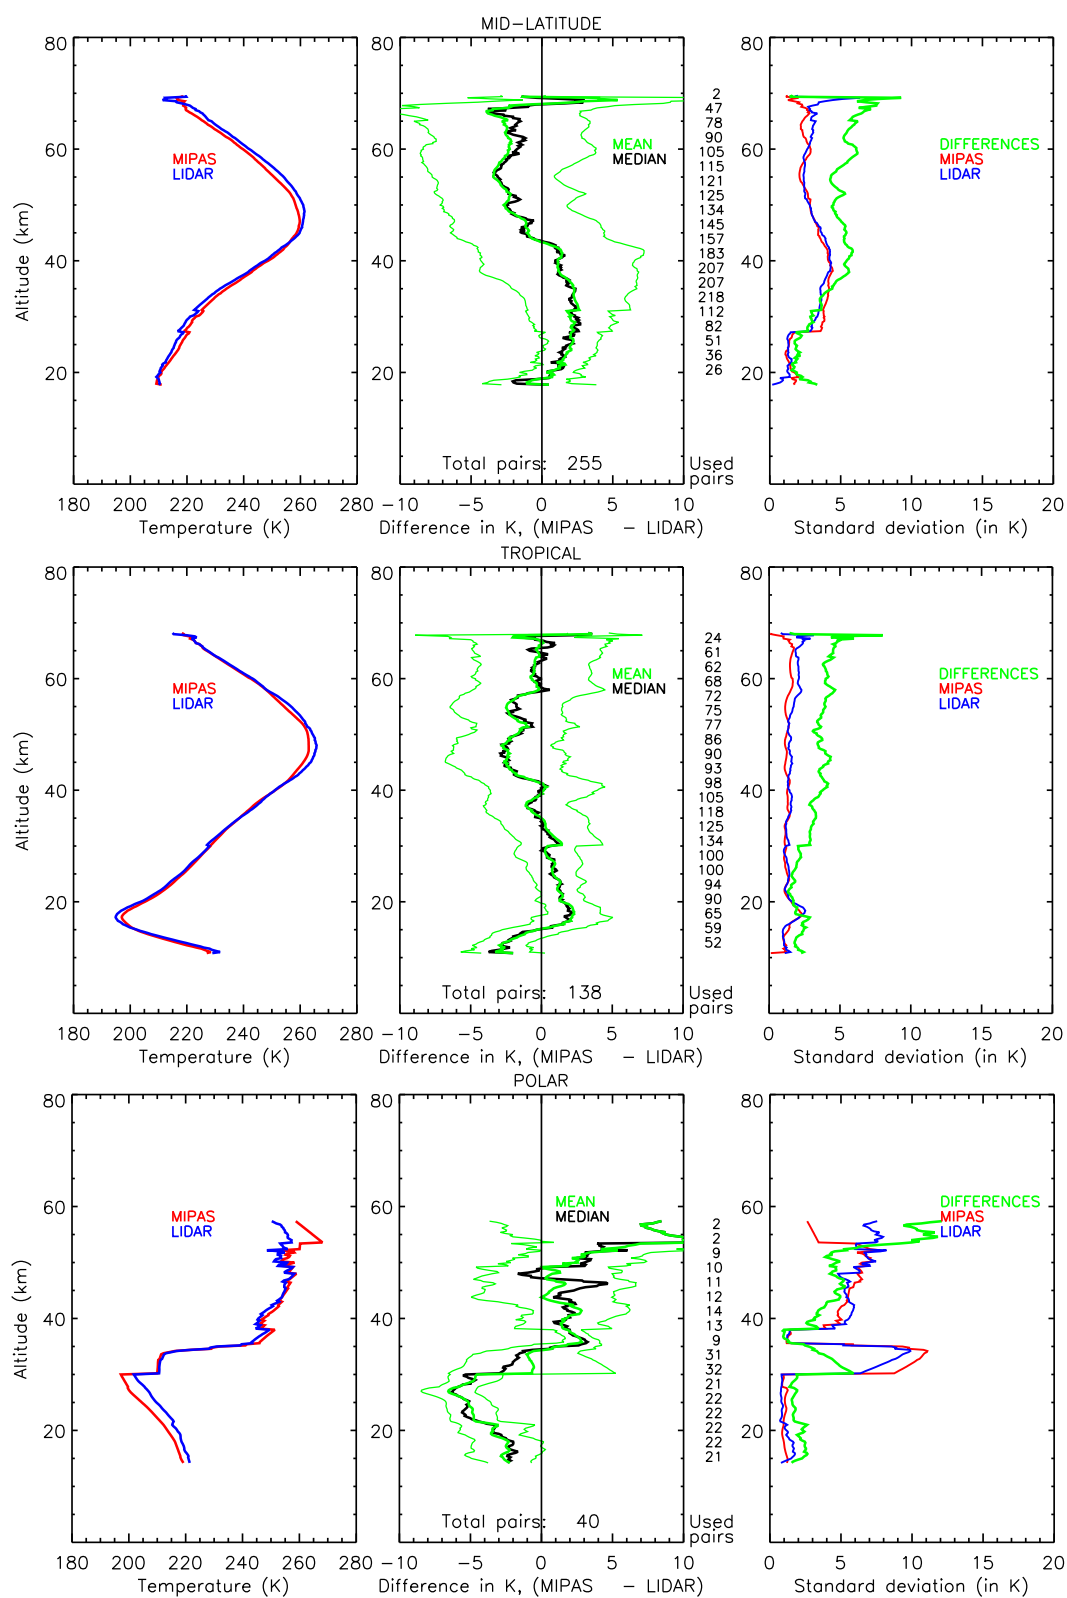 MID-LATITUDE
80
60
40
20
Altitude (km)
MIPAS
LIDAR
180 200 220 240 260 280
Temperature (K)
80
60
40
20
MEAN
MEDIAN
Total pairs: 255
-10 -5 0 5 10
Difference in K, (MIPAS - LIDAR)
2
47
78
90
105
115
121
125
134
145
157
183
207
207
218
112
82
51
36
26
Used
pairs
80
60
40
20
DIFFERENCES
MIPAS
LIDAR
0 5 10 15 20
Standard deviation (in K)
TROPICAL
80
60
40
20
Altitude (km)
MIPAS
LIDAR
180 200 220 240 260 280
Temperature (K)
80
60
40
20
MEAN
MEDIAN
Total pairs: 138
-10 -5 0 5 10
Difference in K, (MIPAS - LIDAR)
24
61
62
68
72
75
77
86
90
93
98
105
118
125
134
100
100
94
90
65
59
52
Used
pairs
80
60
40
20
DIFFERENCES
MIPAS
LIDAR
0 5 10 15 20
Standard deviation (in K)
POLAR
80
60
40
20
Altitude (km)
MIPAS
LIDAR
180 200 220 240 260 280
Temperature (K)
80
60
40
20
MEAN
MEDIAN
Total pairs: 40
-10 -5 0 5 10
Difference in K, (MIPAS - LIDAR)
2
2
9
10
11
12
14
13
9
31
32
21
22
22
22
22
21
Used
pairs
80
60
40
20
DIFFERENCES
MIPAS
LIDAR
0 5 10 15 20
Standard deviation (in K)